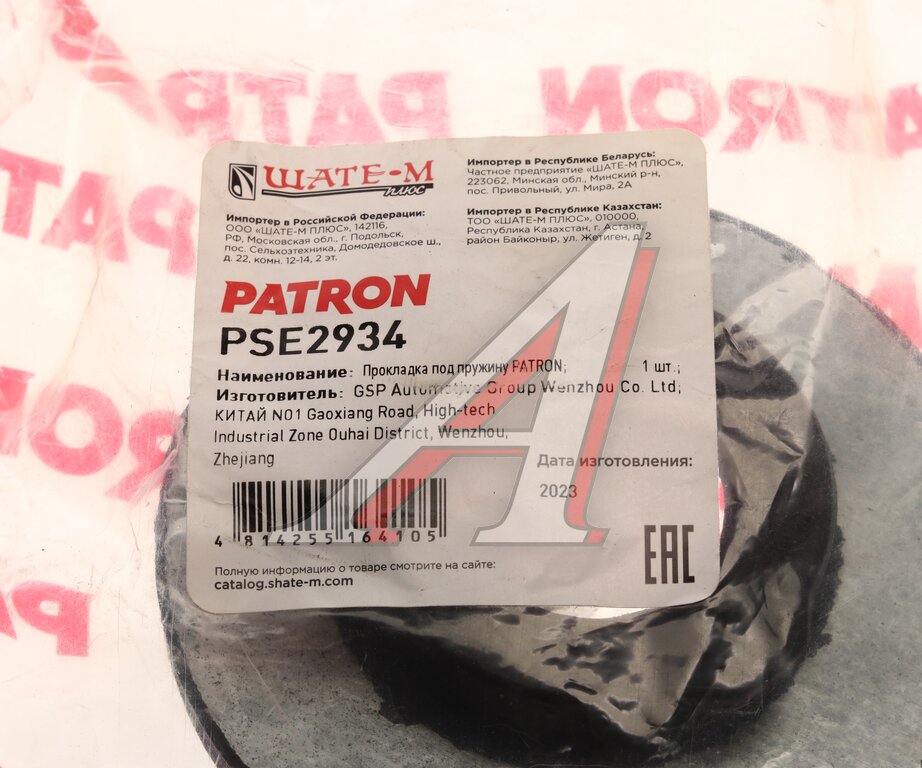 ШАТЕ-М
плюс
Импортер в Российской Федерации:
ООО «ШАТЕ-М ПЛЮС», 142116,
РФ, Московская обл., г. Подольск,
пос. Сельхозтехника, Домодедовское ш.,
д. 22, комн. 12-14, 2 эт.
Импортер в Республике Беларусь:
Частное предприятие «ШАТЕ-М ПЛЮС»,
223062, Минская обл., Минский р-н,
пос. Привольный, ул. Мира, 2А
Импортер в Республике Казахстан:
ТОО «ШАТЕ-М ПЛЮС», 010000,
Республика Казахстан, г. Астана,
район Байконыр, ул. Жетиген, д. 2
PATRON
PSE2934
Наименование: Прокладка под пружину PATRON; 1 шт.;
Изготовитель: GSP Automotive Group Wenzhou Co. Ltd;
КИТАЙ NO1 Gaoxiang Road, High-tech
Industrial Zone Ouhai District, Wenzhou,
Zhejiang
Дата изготовления:
2023
4 814255 164105
EAC
Полную информацию о товаре смотрите на сайте:
catalog.shate-m.com